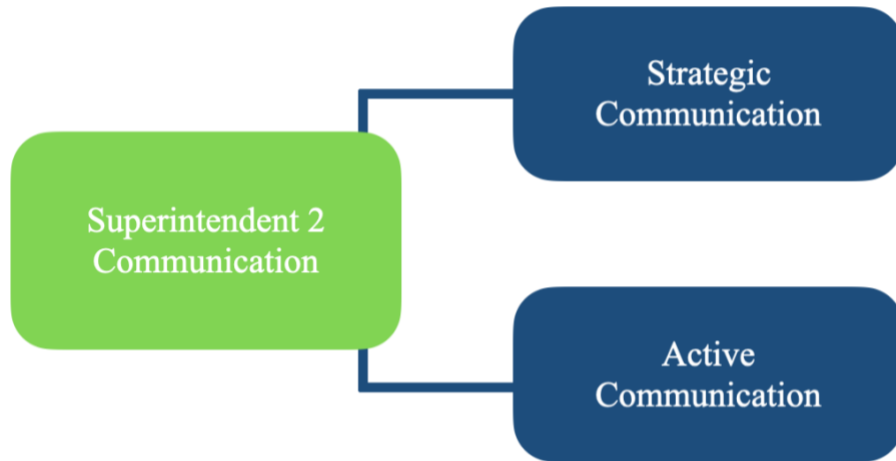 Strategic
Communication
Superintendent 2
Communication
Active
Communication